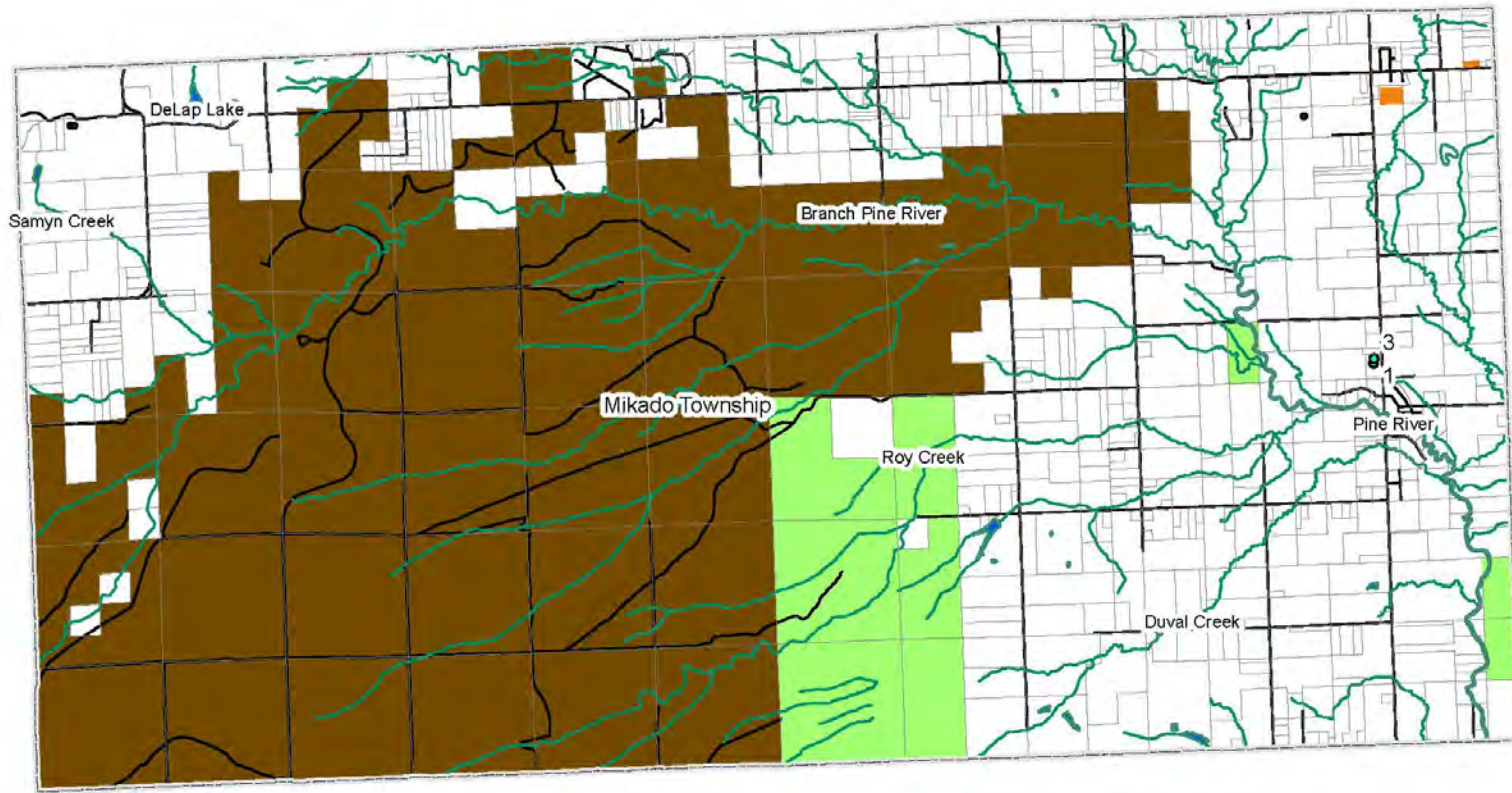 DeLap Lake
Samyn Creek
Branch Pine River
3
1
Mikado Township
Pine River
Roy Creek
Duval Creek